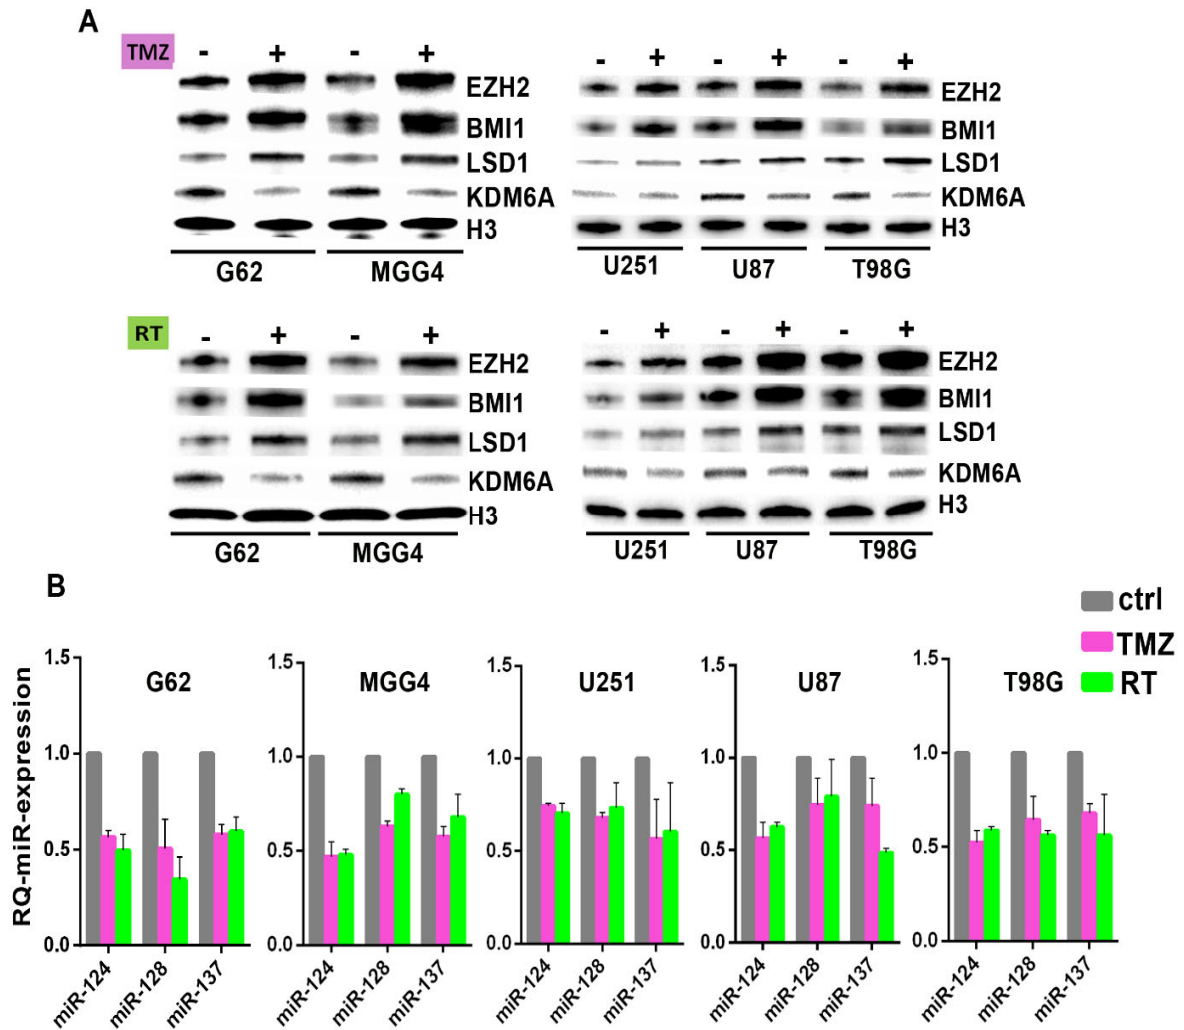 A
TMZ - + - + - + - + - +
EZH2 EZH2
BMI1 BMI1
LSD1 LSD1
KDM6A KDM6A
H3 H3
G62 MGG4 U251 U87 T98G
RT - + - + - + - + - +
EZH2 EZH2
BMI1 BMI1
LSD1 LSD1
KDM6A KDM6A
H3 H3
G62 MGG4 U251 U87 T98G
B
ctrl
TMZ
RT
RQ-miR-expression
G62
1.5
1.0
0.5
0.0
miR-124 miR-128 miR-137
MGG4
1.5
1.0
0.5
0.0
miR-124 miR-128 miR-137
U251
1.5
1.0
0.5
0.0
miR-124 miR-128 miR-137
U87
1.5
1.0
0.5
0.0
miR-124 miR-128 miR-137
T98G
1.5
1.0
0.5
0.0
miR-124 miR-128 miR-137